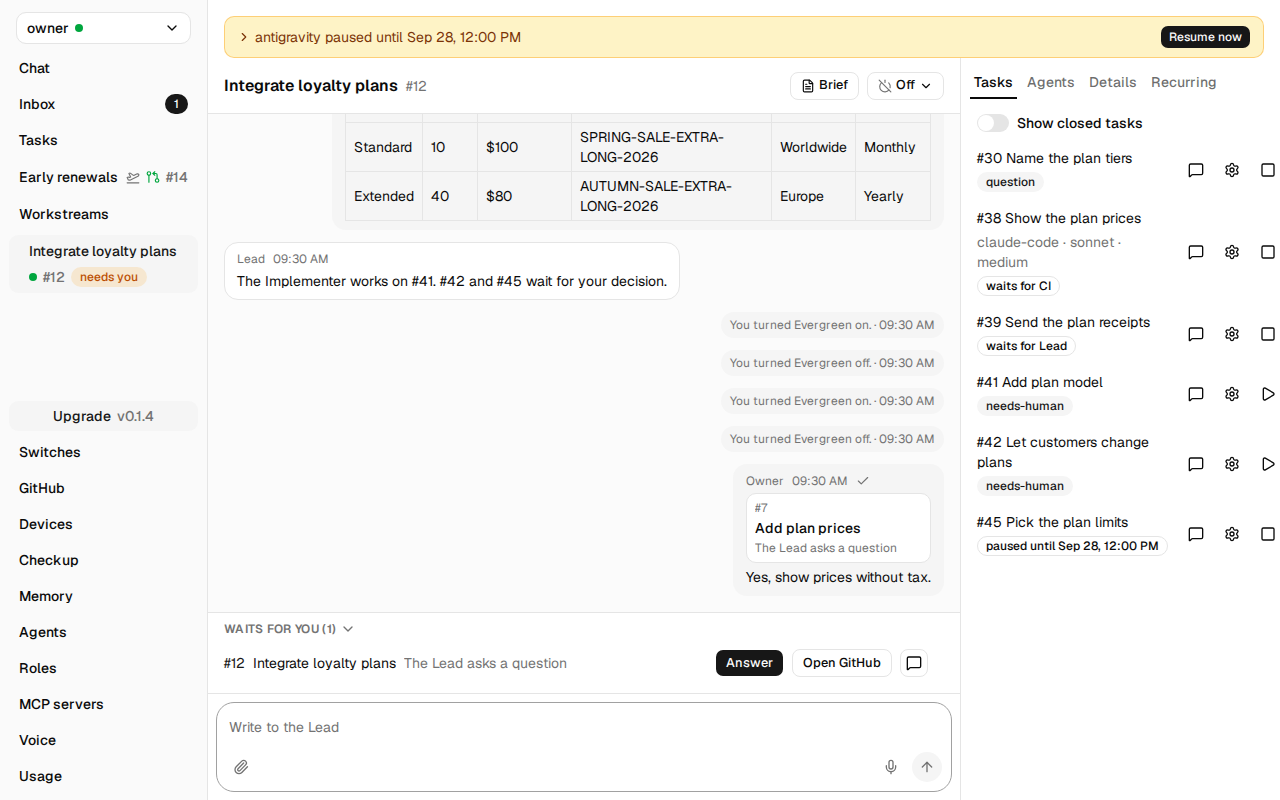 owner
Chat
Inbox 1
Tasks
Early renewals #14
Workstreams
Integrate loyalty plans
#12 needs you
Upgrade v0.1.4
Switches
GitHub
Devices
Checkup
Memory
Agents
Roles
MCP servers
Voice
Usage
antigravity paused until Sep 28, 12:00 PM Resume now
Integrate loyalty plans #12 Brief Off
Standard 10 $100 SPRING-SALE-EXTRA-
LONG-2026 Worldwide Monthly
Extended 40 $80 AUTUMN-SALE-EXTRA-
LONG-2026 Europe Yearly
Lead 09:30 AM
The Implementer works on #41. #42 and #45 wait for your decision.
You turned Evergreen on. · 09:30 AM
You turned Evergreen off. · 09:30 AM
You turned Evergreen on. · 09:30 AM
You turned Evergreen off. · 09:30 AM
Owner 09:30 AM
#7
Add plan prices
The Lead asks a question
Yes, show prices without tax.
WAITS FOR YOU (1)
#12 Integrate loyalty plans The Lead asks a question Answer Open GitHub
Write to the Lead
Tasks Agents Details Recurring
Show closed tasks
#30 Name the plan tiers
question
#38 Show the plan prices
claude-code · sonnet ·
medium
waits for CI
#39 Send the plan receipts
waits for Lead
#41 Add plan model
needs-human
#42 Let customers change
plans
needs-human
#45 Pick the plan limits
paused until Sep 28, 12:00 PM